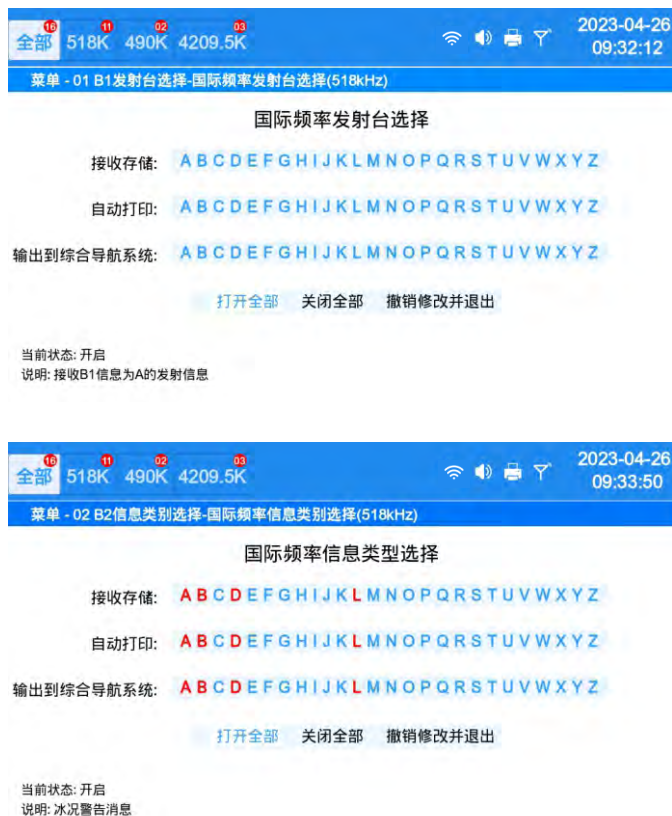 16 11 02 03
全部 518K 490K 4209.5K 2023-04-26
09:32:12
菜单 - 01 B1发射台选择-国际频率发射台选择(518kHz)
国际频率发射台选择
接收存储: A B C D E F G H I J K L M N O P Q R S T U V W X Y Z
自动打印: A B C D E F G H I J K L M N O P Q R S T U V W X Y Z
输出到综合导航系统: A B C D E F G H I J K L M N O P Q R S T U V W X Y Z
打开全部 关闭全部 撤销修改并退出
当前状态: 开启
说明: 接收B1信息为A的发射信息
16 11 02 03
全部 518K 490K 4209.5K 2023-04-26
09:33:50
菜单 - 02 B2信息类别选择-国际频率信息类别选择(518kHz)
国际频率信息类型选择
接收存储: A B C D E F G H I J K L M N O P Q R S T U V W X Y Z
自动打印: A B C D E F G H I J K L M N O P Q R S T U V W X Y Z
输出到综合导航系统: A B C D E F G H I J K L M N O P Q R S T U V W X Y Z
打开全部 关闭全部 撤销修改并退出
当前状态: 开启
说明: 冰况警告消息